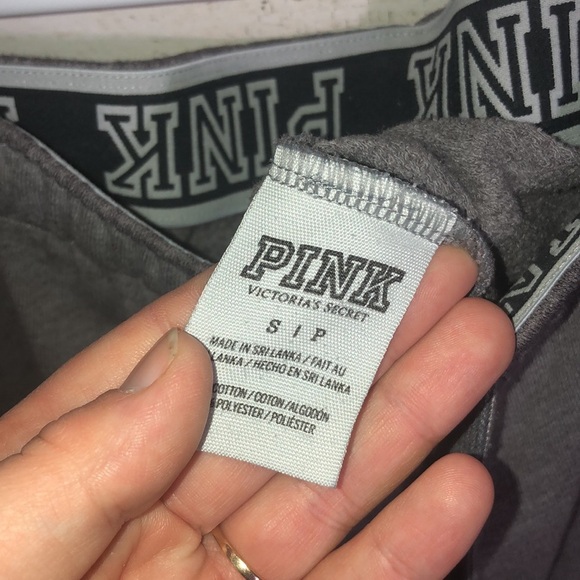 PINK
PINK
PINK
PINK
VICTORIA'S SECRET
S / P
MADE IN SRI LANKA / FAIT AU
LANKA / HECHO EN SRI LANKA
COTTON / COTON / ALGODÓN
POLYESTER / POLIÉSTER